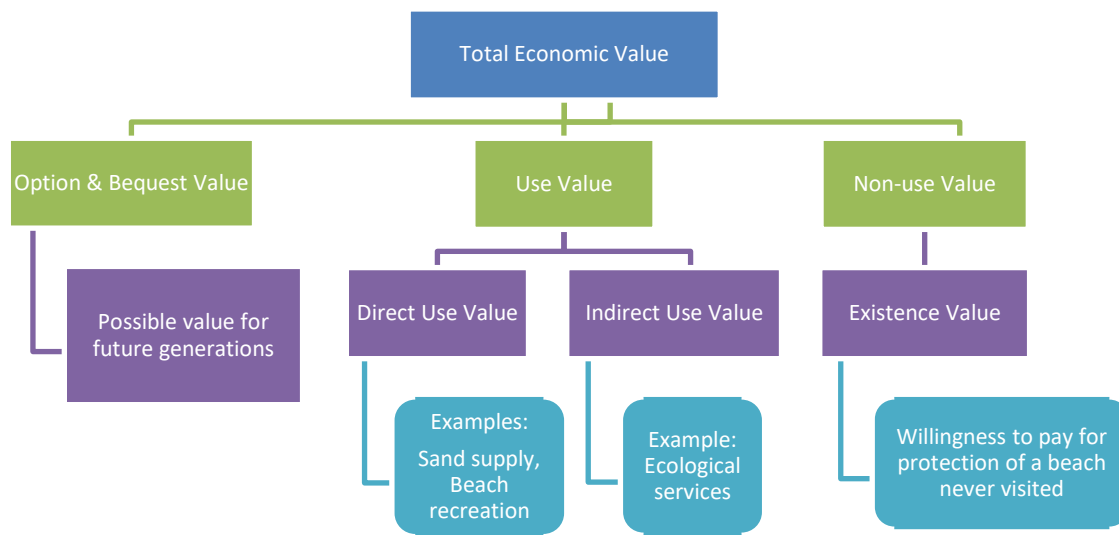 Total Economic Value
Option & Bequest Value
Use Value
Non-use Value
Possible value for
future generations
Direct Use Value
Indirect Use Value
Existence Value
Examples:
Sand supply,
Beach
recreation
Example:
Ecological
services
Willingness to pay for
protection of a beach
never visited